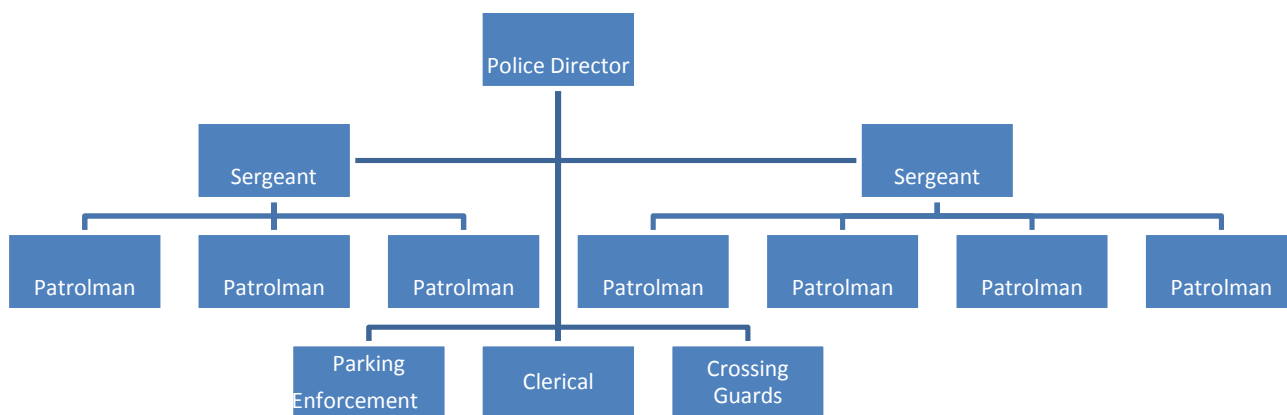 Police Director
Sergeant
Sergeant
Patrolman
Patrolman
Patrolman
Patrolman
Patrolman
Patrolman
Patrolman
Parking
Enforcement
Clerical
Crossing
Guards